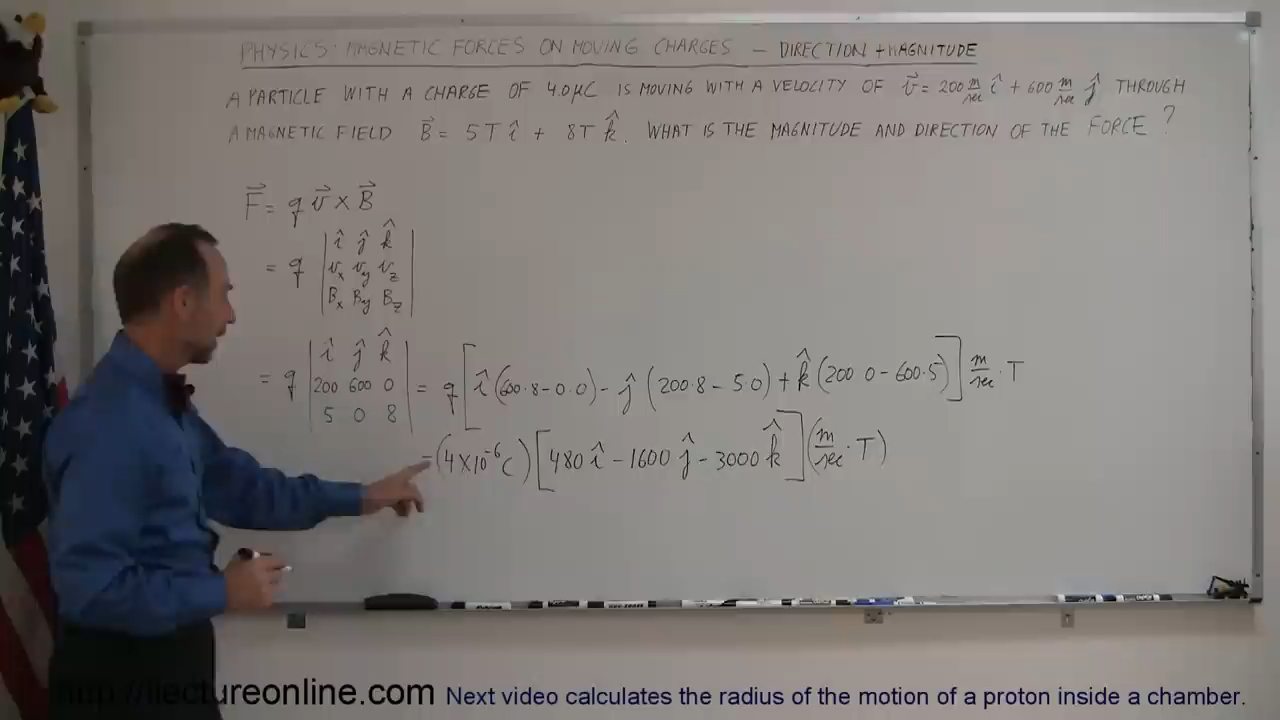 PHYSICS: MAGNETIC FORCES ON MOVING CHARGES – DIRECTION + MAGNITUDE
A PARTICLE WITH A CHARGE OF 4.0μC IS MOVING WITH A VELOCITY OF v⃗ = 200 m/sec î + 600 m/sec ĵ THROUGH
A MAGNETIC FIELD B⃗ = 5T î + 8T k̂. WHAT IS THE MAGNITUDE AND DIRECTION OF THE FORCE?
F⃗ = q v⃗ × B⃗
= q | î ĵ k̂
vx vy vz
Bx By Bz |
= q | î ĵ k̂
200 600 0
5 0 8 | = q [ î (600·8 – 0·0) – ĵ (200·8 – 5·0) + k̂ (200 0 – 600·5) ] m/sec · T
= (4×10⁻⁶C) [ 480 î – 1600 ĵ – 3000 k̂ ] (m/sec · T)
http://ilectureonline.com Next video calculates the radius of the motion of a proton inside a chamber.